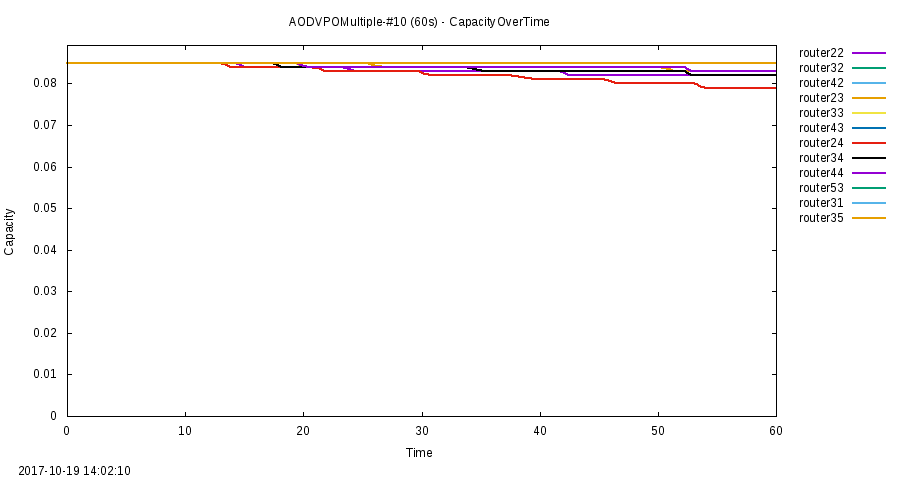 AODVPOMultiple-#10 (60s) - CapacityOverTime
router22
router32
router42
router23
router33
router43
router24
router34
router44
router53
router31
router35
0.08
0.07
0.06
0.05
0.04
0.03
0.02
0.01
0
Capacity
0 10 20 30 40 50 60
Time
2017-10-19 14:02:10